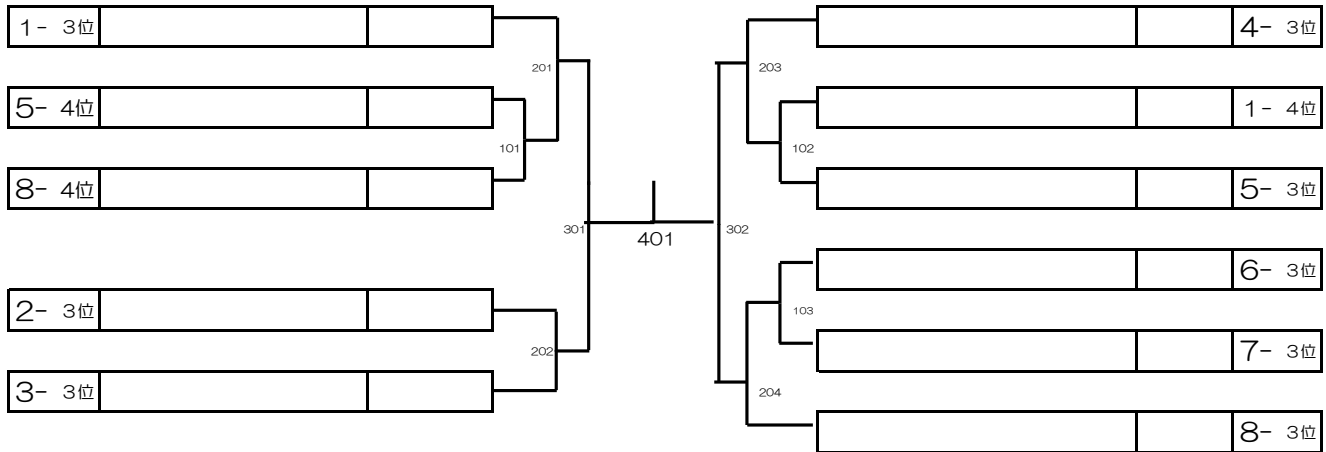 1- 3位
201
5- 4位
101
8- 4位
301
2- 3位
202
3- 3位
401
4- 3位
203
1- 4位
102
5- 3位
302
6- 3位
103
7- 3位
204
8- 3位